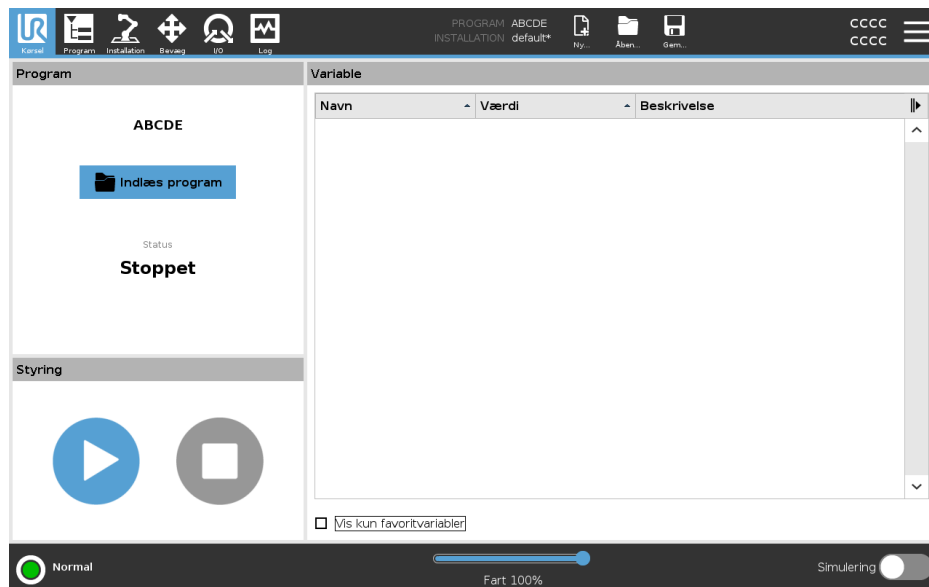 PROGRAM ABCDE
INSTALLATION default*
CCCC
CCCC
Kørsel Program Installation Bevæg I/O Log Ny... Åben... Gem...
Program
Variable
Navn Værdi Beskrivelse
ABCDE
Indlæs program
Status
Stoppet
Styring
Vis kun favoritvariabler
Normal
Fart 100%
Simulering